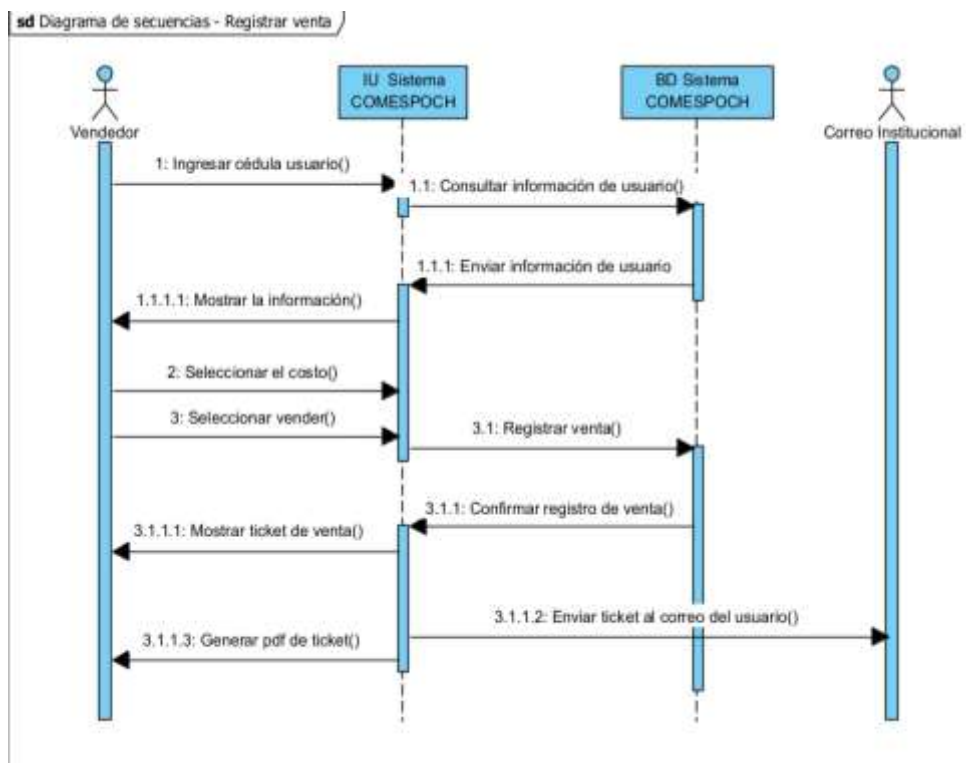 sd Diagrama de secuencias - Registrar venta
IU Sistema
COMESPOCH
BD Sistema
COMESPOCH
Vendedor
Correo Institucional
1: Ingresar cédula usuario()
1.1: Consultar información de usuario()
1.1.1: Enviar información de usuario
1.1.1.1: Mostrar la información()
2: Seleccionar el costo()
3: Seleccionar vender()
3.1: Registrar venta()
3.1.1: Confirmar registro de venta()
3.1.1.1: Mostrar ticket de venta()
3.1.1.2: Enviar ticket al correo del usuario()
3.1.1.3: Generar pdf de ticket()